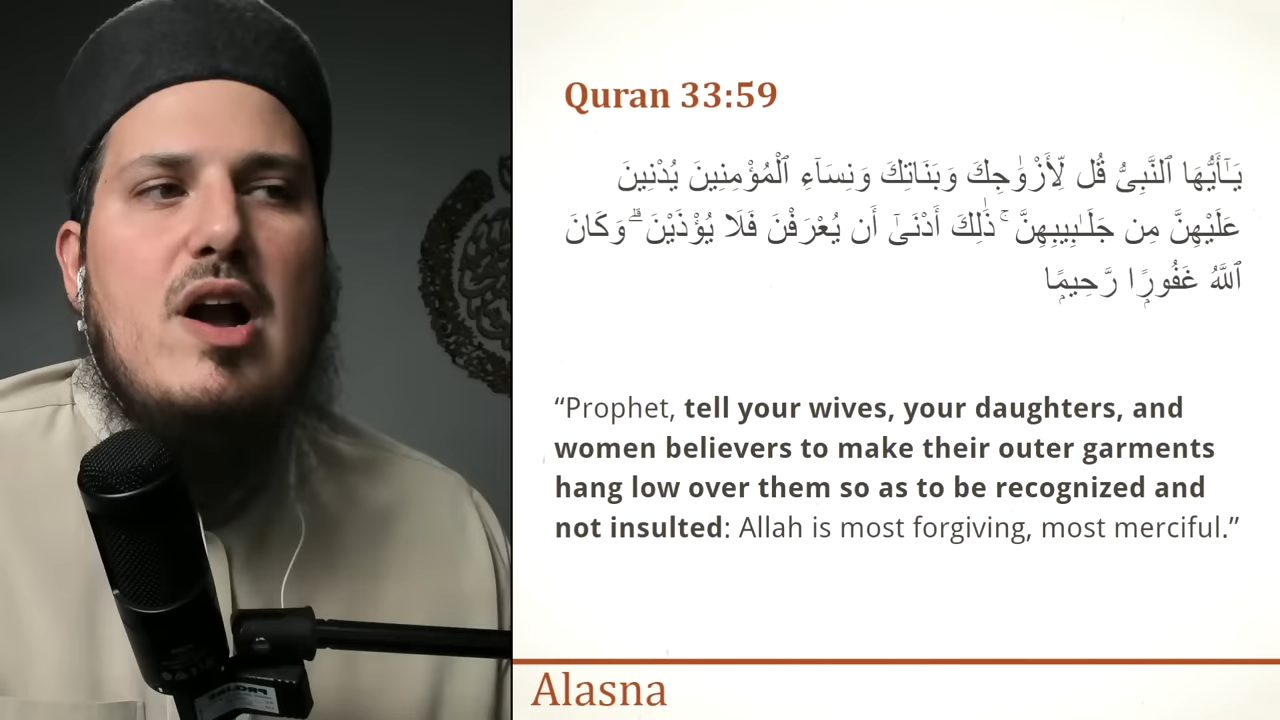 Quran 33:59
يَـٰٓأَيُّهَا ٱلنَّبِىُّ قُل لِّأَزْوَٰجِكَ وَبَنَاتِكَ وَنِسَآءِ ٱلْمُؤْمِنِينَ يُدْنِينَ
عَلَيْهِنَّ مِن جَلَـٰبِيبِهِنَّ ۚ ذَٰلِكَ أَدْنَىٰٓ أَن يُعْرَفْنَ فَلَا يُؤْذَيْنَ ۗ وَكَانَ
ٱللَّهُ غَفُورًۭا رَّحِيمًۭا
“Prophet, tell your wives, your daughters, and
women believers to make their outer garments
hang low over them so as to be recognized and
not insulted: Allah is most forgiving, most merciful.”
Alasna